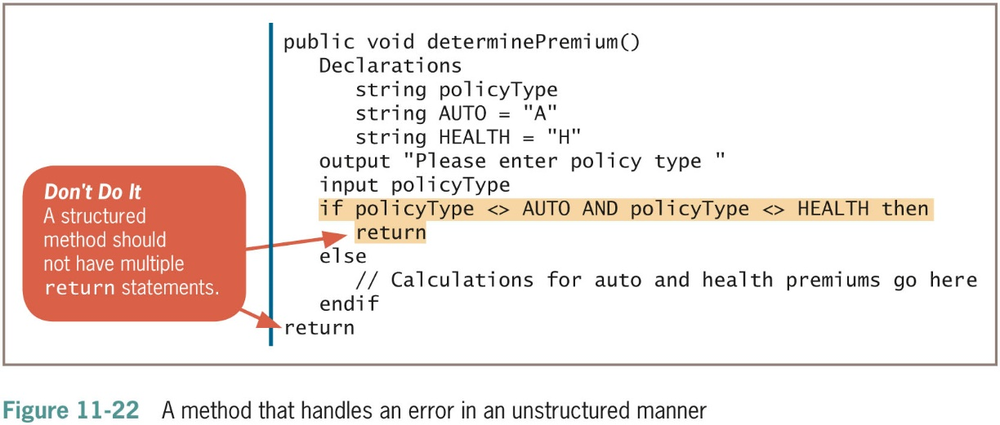 public void determinePremium()
Declarations
string policyType
string AUTO = "A"
string HEALTH = "H"
output "Please enter policy type "
input policyType
if policyType <> AUTO AND policyType <> HEALTH then
return
else
// Calculations for auto and health premiums go here
endif
return
Don't Do It
A structured
method should
not have multiple
return statements.
Figure 11-22 A method that handles an error in an unstructured manner